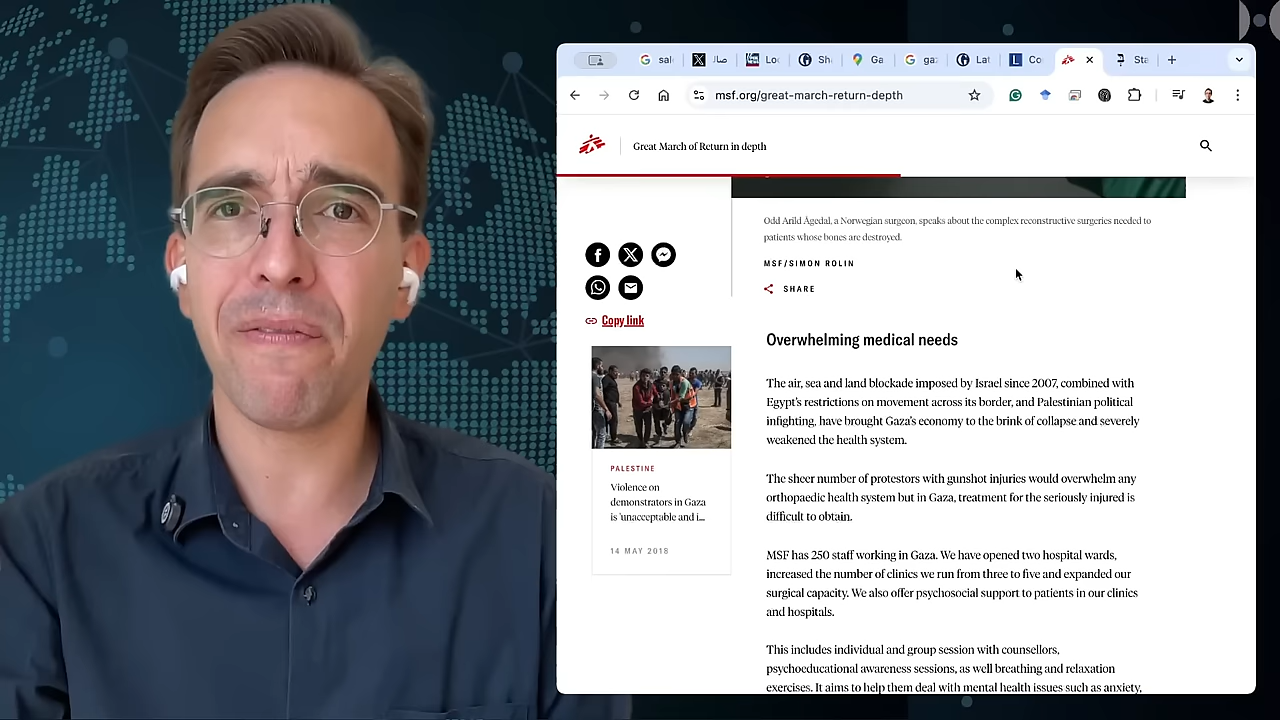 sal
صال
Loc
Sh
Ga
ga
Lat
Co
Sta
msf.org/great-march-return-depth
Great March of Return in depth
Odd Arild Ågedal, a Norwegian surgeon, speaks about the complex reconstructive surgeries needed to
patients whose bones are destroyed.
MSF/SIMON ROLIN
SHARE
Copy link
PALESTINE
Violence on
demonstrators in Gaza
is 'unacceptable and i...
14 MAY 2018
Overwhelming medical needs
The air, sea and land blockade imposed by Israel since 2007, combined with
Egypt's restrictions on movement across its border, and Palestinian political
infighting, have brought Gaza's economy to the brink of collapse and severely
weakened the health system.
The sheer number of protestors with gunshot injuries would overwhelm any
orthopaedic health system but in Gaza, treatment for the seriously injured is
difficult to obtain.
MSF has 250 staff working in Gaza. We have opened two hospital wards,
increased the number of clinics we run from three to five and expanded our
surgical capacity. We also offer psychosocial support to patients in our clinics
and hospitals.
This includes individual and group session with counsellors,
psychoeducational awareness sessions, as well breathing and relaxation
exercises. It aims to help them deal with mental health issues such as anxiety,